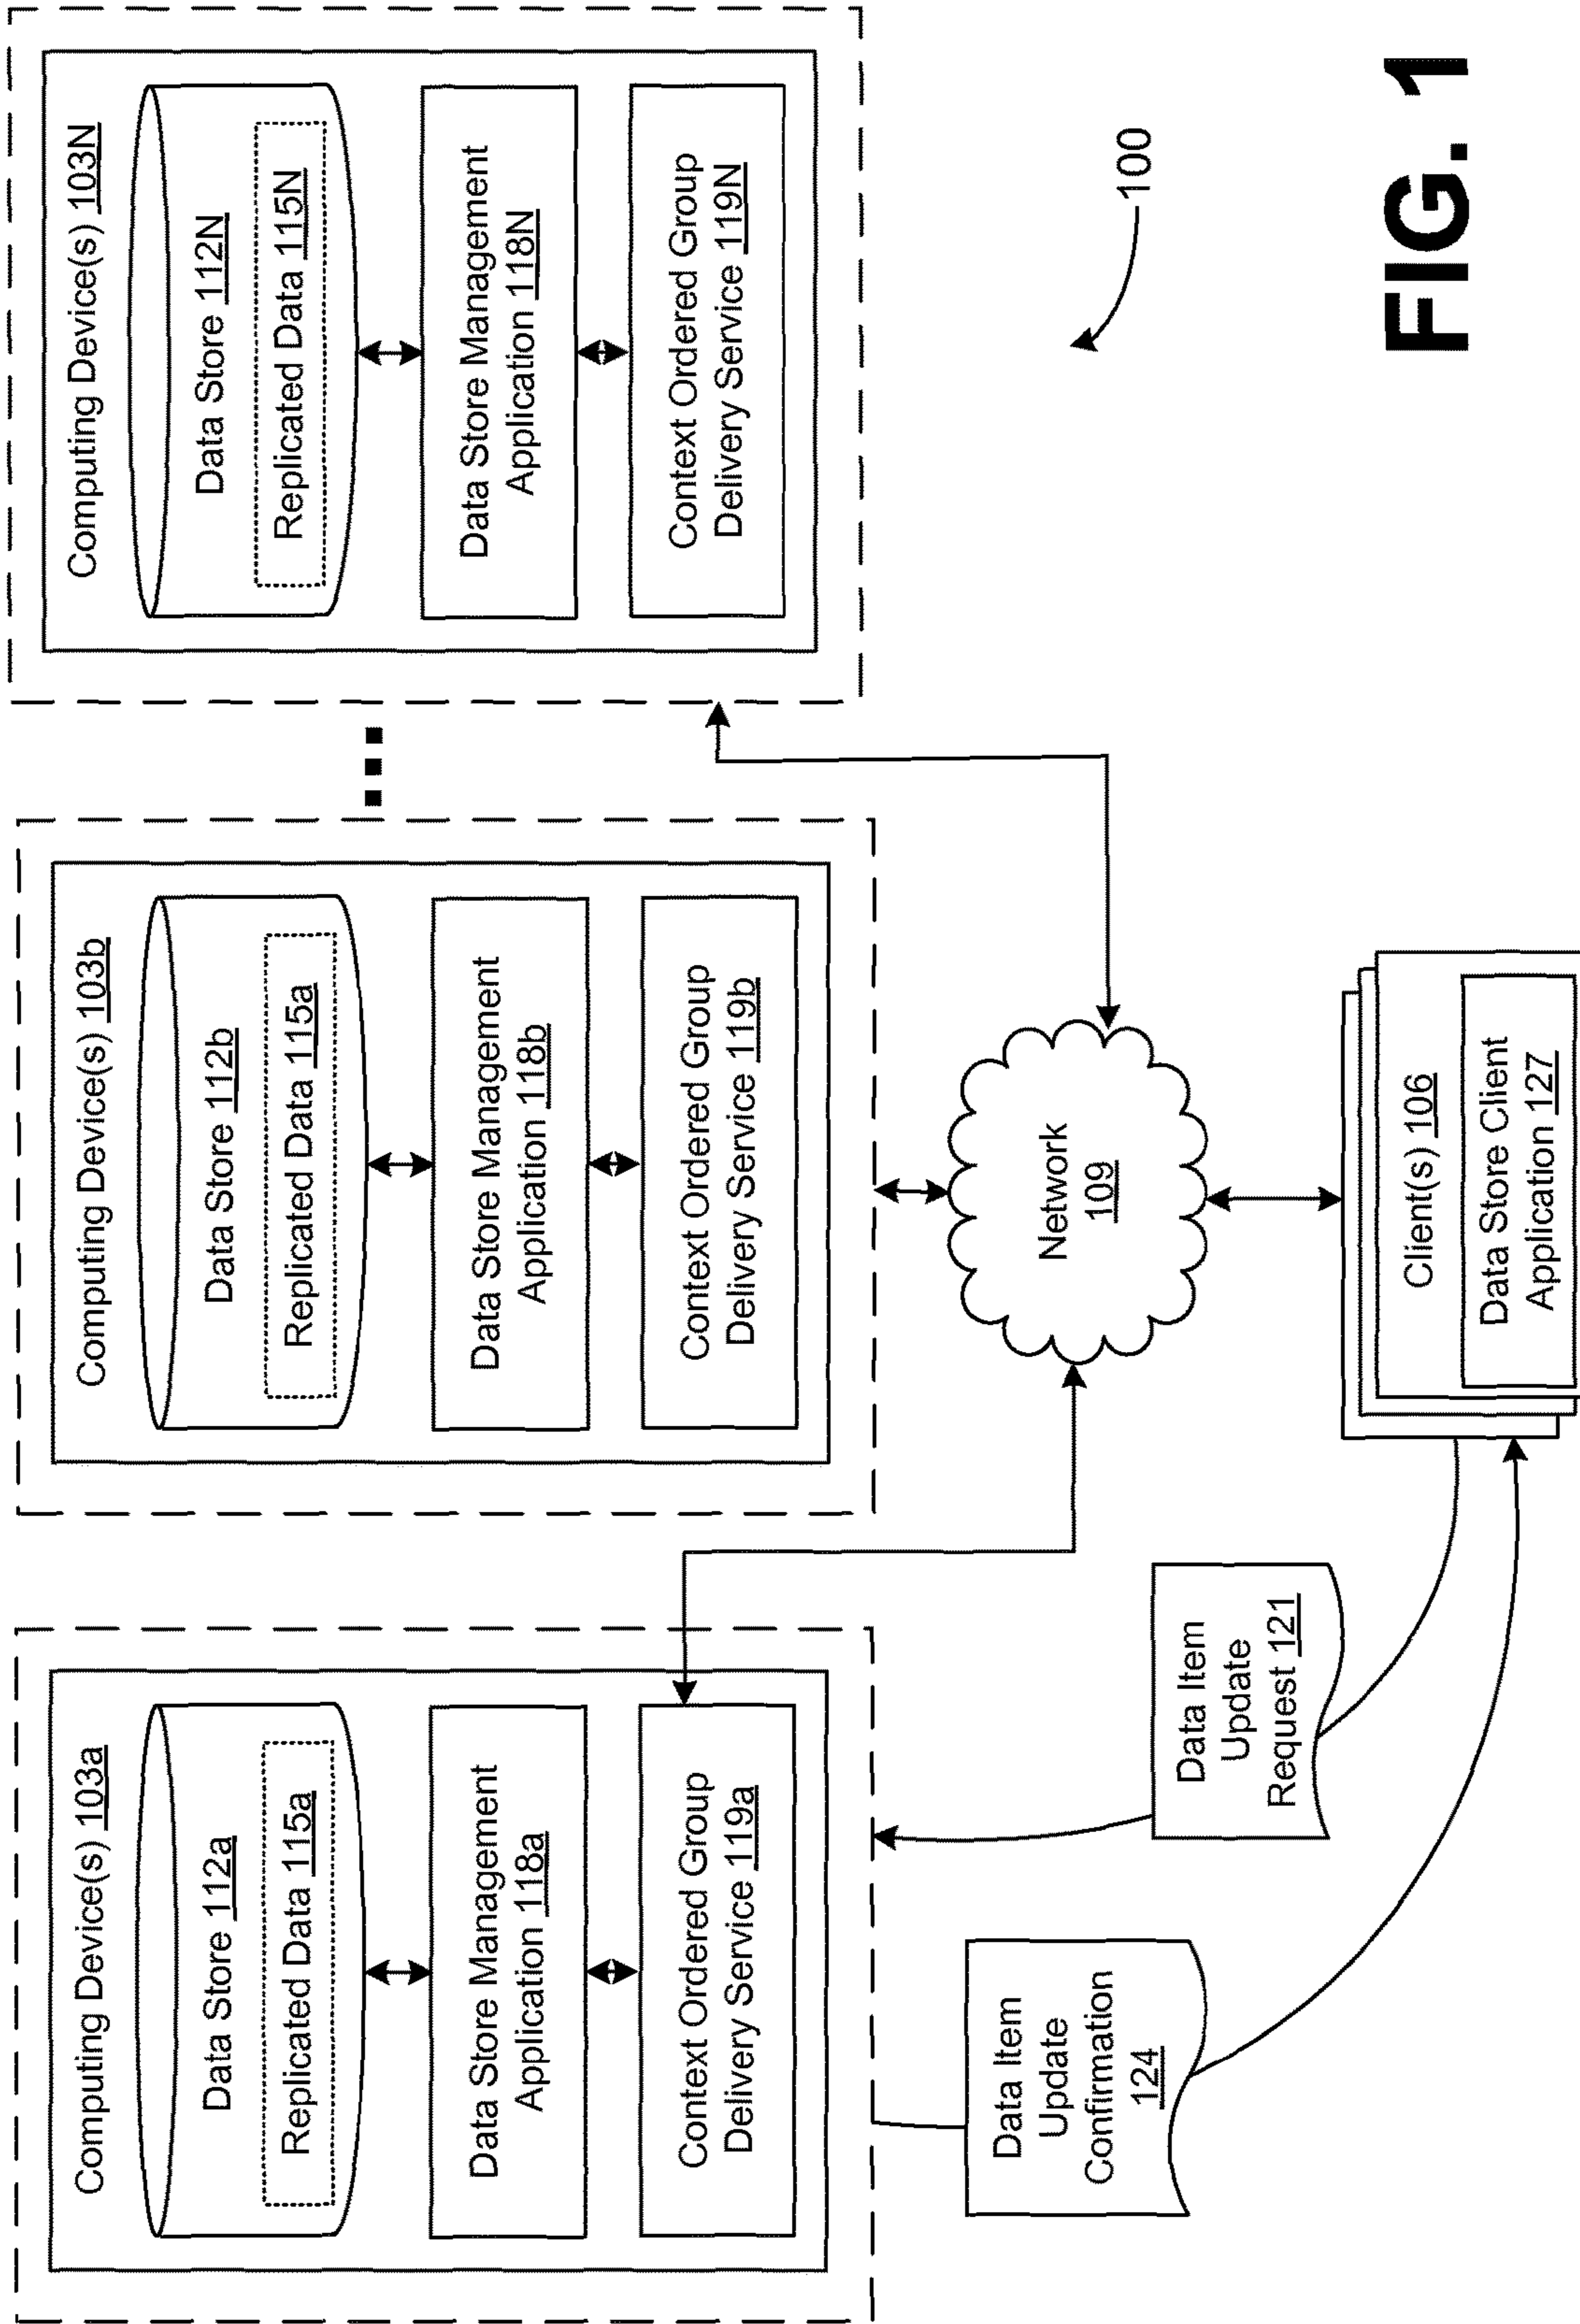 Computing Device(s) 103a
Data Store 112a
Replicated Data 115a
Data Store Management
Application 118a
Context Ordered Group
Delivery Service 119a
Computing Device(s) 103b
Data Store 112b
Replicated Data 115a
Data Store Management
Application 118b
Context Ordered Group
Delivery Service 119b
Computing Device(s) 103N
Data Store 112N
Replicated Data 115N
Data Store Management
Application 118N
Context Ordered Group
Delivery Service 119N
Data Item
Update
Confirmation
124
Data Item
Update
Request 121
Network
109
Client(s) 106
Data Store Client
Application 127
100
FIG. 1